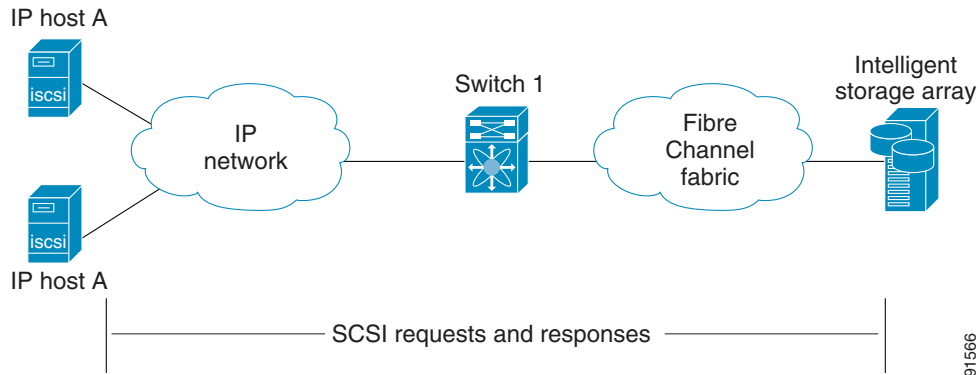 IP host A
iscsi
IP
network
Switch 1
Fibre
Channel
fabric
Intelligent
storage array
iscsi
IP host A
SCSI requests and responses
91566